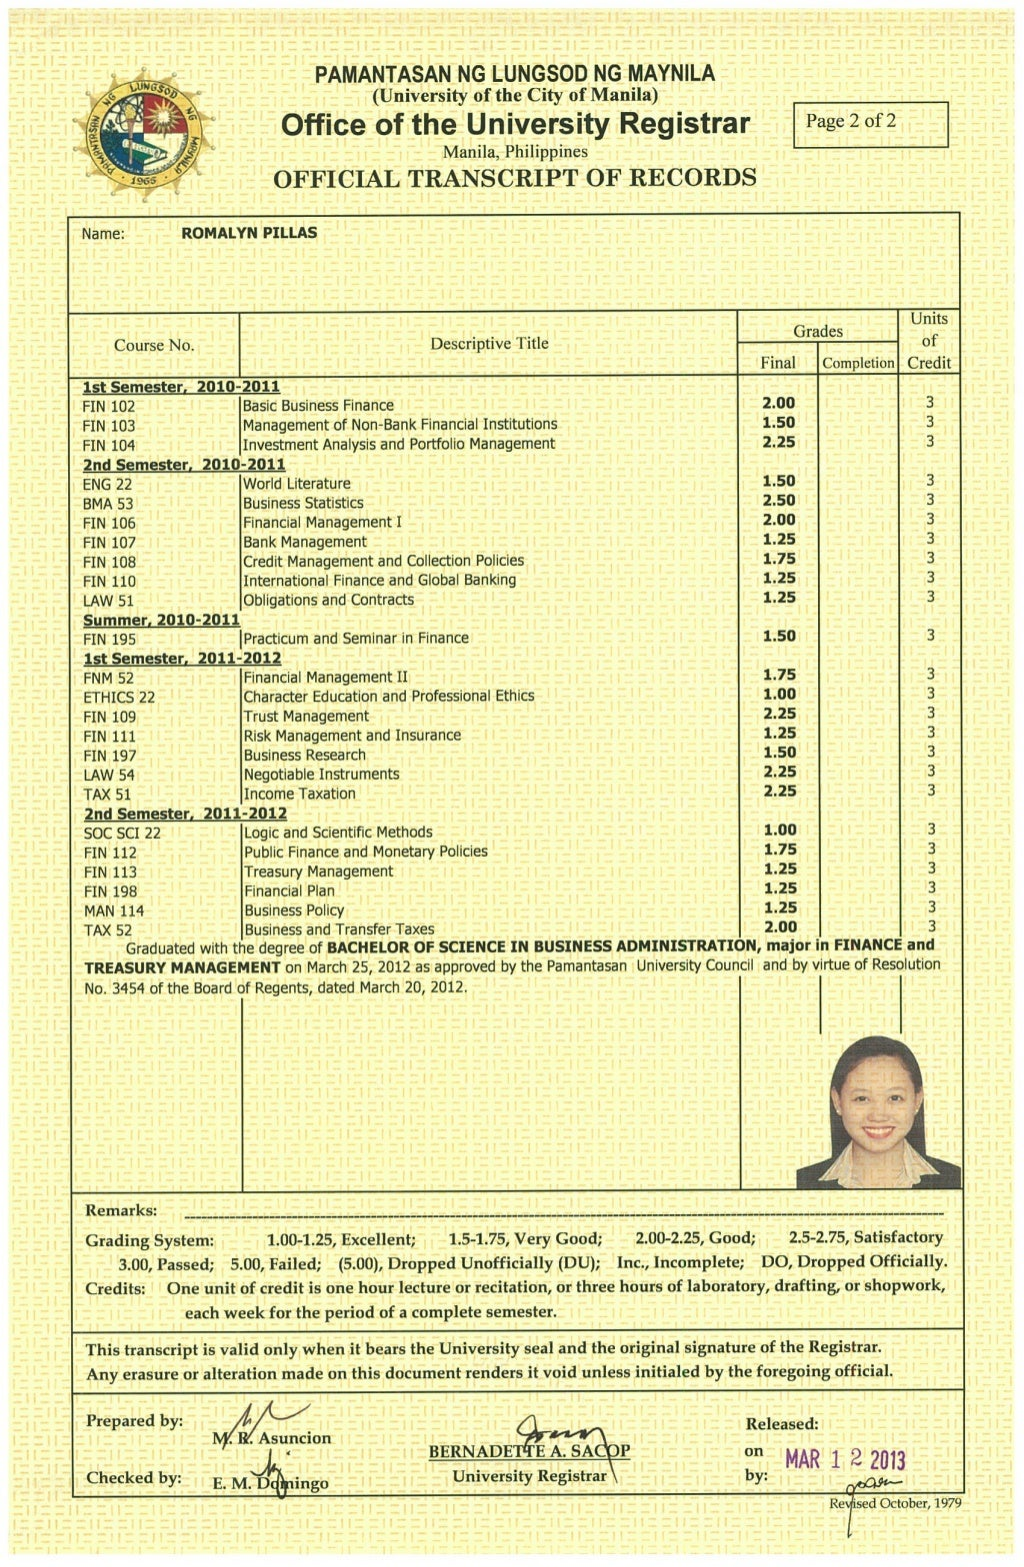 PAMANTASAN NG LUNGSOD NG MAYNILA
(University of the City of Manila)
Office of the University Registrar
Manila, Philippines
OFFICIAL TRANSCRIPT OF RECORDS
Page 2 of 2
PAMANTASAN NG LUNGSOD NG MAYNILA
1965
Name: ROMALYN PILLAS
Course No. Descriptive Title Grades Units of Credit
Final Completion
1st Semester, 2010-2011
FIN 102 Basic Business Finance 2.00 3
FIN 103 Management of Non-Bank Financial Institutions 1.50 3
FIN 104 Investment Analysis and Portfolio Management 2.25 3
2nd Semester, 2010-2011
ENG 22 World Literature 1.50 3
BMA 53 Business Statistics 2.50 3
FIN 106 Financial Management I 2.00 3
FIN 107 Bank Management 1.25 3
FIN 108 Credit Management and Collection Policies 1.75 3
FIN 110 International Finance and Global Banking 1.25 3
LAW 51 Obligations and Contracts 1.25 3
Summer, 2010-2011
FIN 195 Practicum and Seminar in Finance 1.50 3
1st Semester, 2011-2012
FNM 52 Financial Management II 1.75 3
ETHICS 22 Character Education and Professional Ethics 1.00 3
FIN 109 Trust Management 2.25 3
FIN 111 Risk Management and Insurance 1.25 3
FIN 197 Business Research 1.50 3
LAW 54 Negotiable Instruments 2.25 3
TAX 51 Income Taxation 2.25 3
2nd Semester, 2011-2012
SOC SCI 22 Logic and Scientific Methods 1.00 3
FIN 112 Public Finance and Monetary Policies 1.75 3
FIN 113 Treasury Management 1.25 3
FIN 198 Financial Plan 1.25 3
MAN 114 Business Policy 1.25 3
TAX 52 Business and Transfer Taxes 2.00 3
Graduated with the degree of BACHELOR OF SCIENCE IN BUSINESS ADMINISTRATION, major in FINANCE and
TREASURY MANAGEMENT on March 25, 2012 as approved by the Pamantasan University Council and by virtue of Resolution
No. 3454 of the Board of Regents, dated March 20, 2012.
Remarks:
Grading System: 1.00-1.25, Excellent; 1.5-1.75, Very Good; 2.00-2.25, Good; 2.5-2.75, Satisfactory
3.00, Passed; 5.00, Failed; (5.00), Dropped Unofficially (DU); Inc., Incomplete; DO, Dropped Officially.
Credits: One unit of credit is one hour lecture or recitation, or three hours of laboratory, drafting, or shopwork,
each week for the period of a complete semester.
This transcript is valid only when it bears the University seal and the original signature of the Registrar.
Any erasure or alteration made on this document renders it void unless initialed by the foregoing official.
Prepared by: M. R. Asuncion
Checked by: E. M. Domingo
BERNADETTE A. SACOP
University Registrar
Released:
on MAR 12 2013
by:
Revised October, 1979